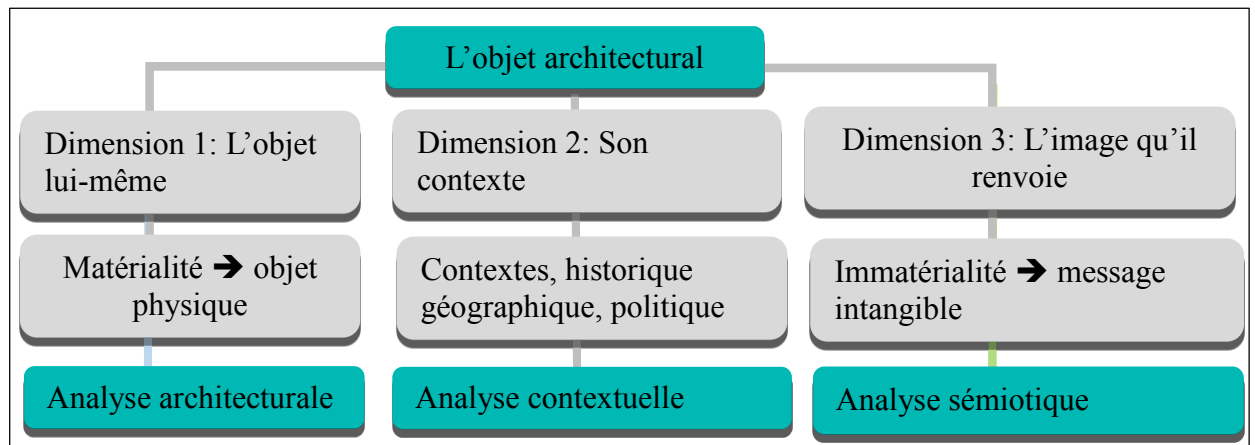 L’objet architectural
Dimension 1: L’objet
lui-même
Dimension 2: Son
contexte
Dimension 3: L’image qu’il
renvoie
Matérialité ➔ objet
physique
Contextes, historique
géographique, politique
Immatérialité ➔ message
intangible
Analyse architecturale
Analyse contextuelle
Analyse sémiotique